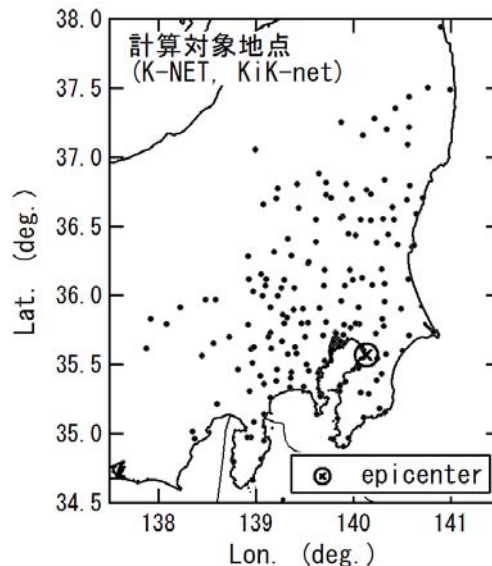 38.0
計算対象地点
(K-NET, KiK-net)
37.5
37.0
36.5
Lat. (deg.)
36.0
35.5
35.0
epicenter
34.5
138
139
140
141
Lon. (deg.)